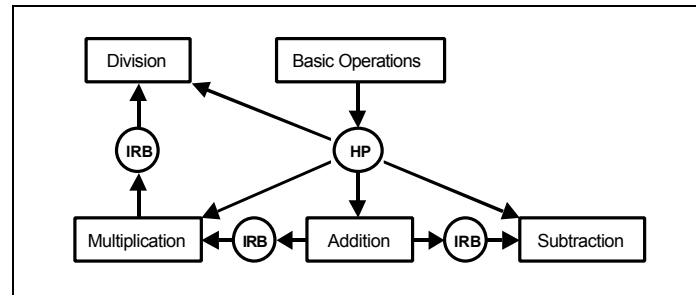 Division
Basic Operations
IRB
HP
Multiplication
IRB
Addition
IRB
Subtraction